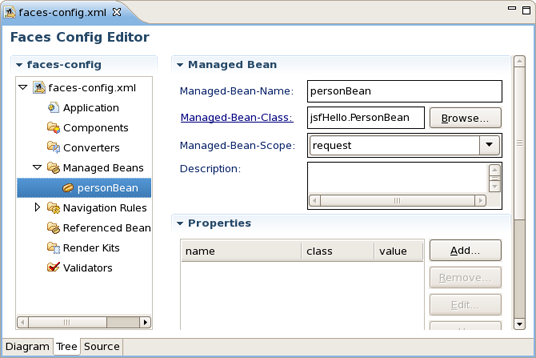 faces-config.xml
Faces Config Editor
faces-config
faces-config.xml
Application
Components
Converters
Managed Beans
personBean
Navigation Rules
Referenced Bean
Render Kits
Validators
Managed Bean
Managed-Bean-Name: personBean
Managed-Bean-Class: jsfHello.PersonBean Browse...
Managed-Bean-Scope: request
Description:
Properties
name class value
Add...
Remove...
Edit...
Diagram Tree Source